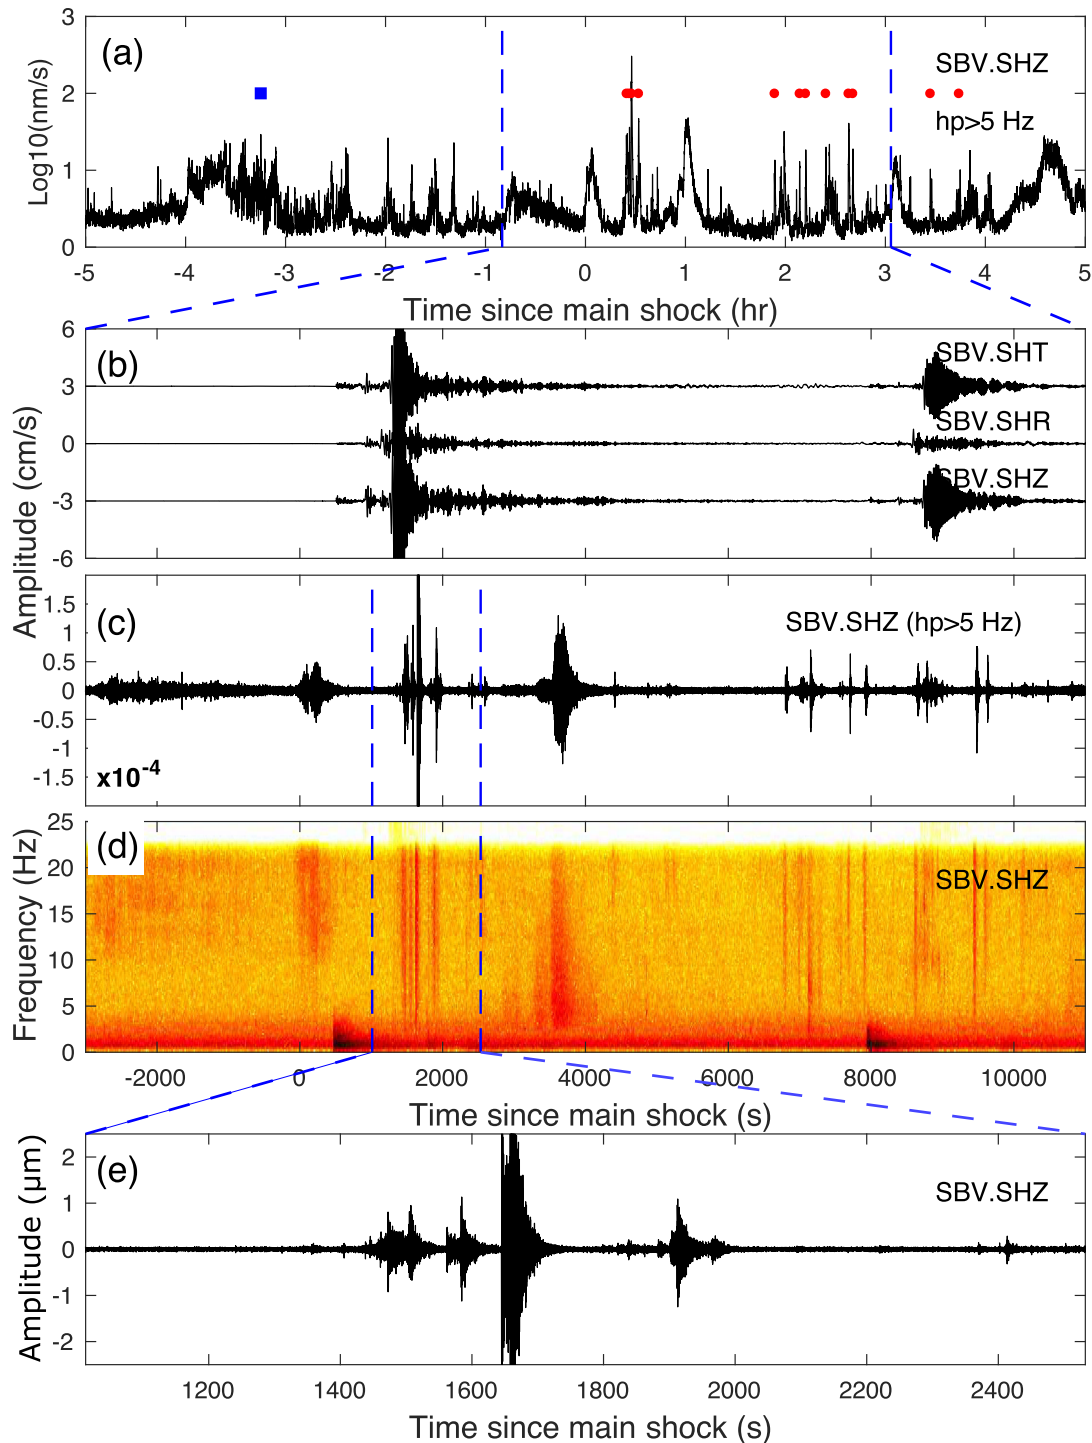 (a)
SBV.SHZ
hp>5 Hz
Log10(nm/s)
3
2
1
0
-5 -4 -3 -2 -1 0 1 2 3 4 5
Time since main shock (hr)
(b)
SBV.SHT
SBV.SHR
SBV.SHZ
Amplitude (cm/s)
6
3
0
-3
-6
(c)
SBV.SHZ (hp>5 Hz)
1.5
1
0.5
0
-0.5
-1
-1.5
x10-4
(d)
SBV.SHZ
Frequency (Hz)
25
20
15
10
5
0
-2000 0 2000 4000 6000 8000 10000
Time since main shock (s)
(e)
SBV.SHZ
Amplitude (μm)
2
1
0
-1
-2
1200 1400 1600 1800 2000 2200 2400
Time since main shock (s)